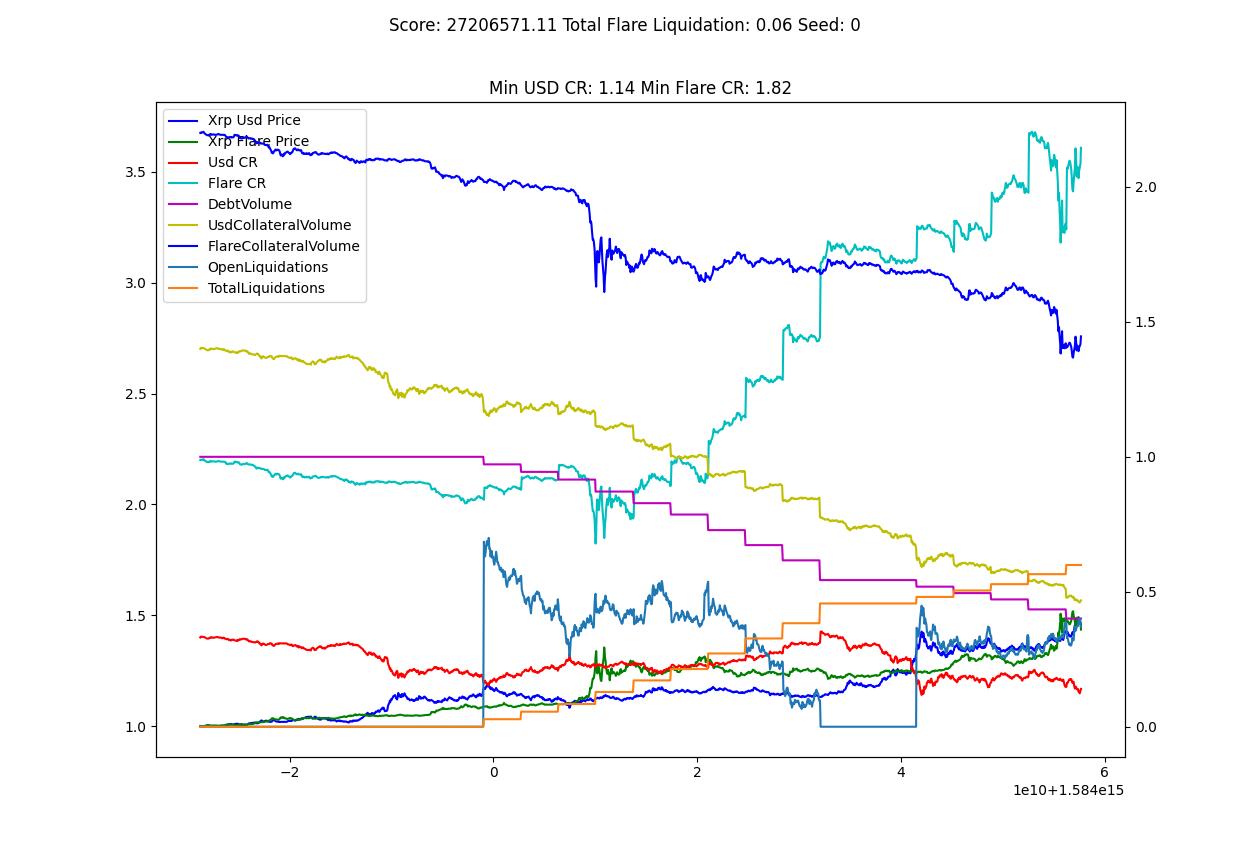 Score: 27206571.11 Total Flare Liquidation: 0.06 Seed: 0
Min USD CR: 1.14 Min Flare CR: 1.82
Xrp Usd Price
Xrp Flare Price
Usd CR
Flare CR
DebtVolume
UsdCollateralVolume
FlareCollateralVolume
OpenLiquidations
TotalLiquidations
3.5
3.0
2.5
2.0
1.5
1.0
2.0
1.5
1.0
0.5
0.0
−2
0
2
4
6
1e10+1.584e15